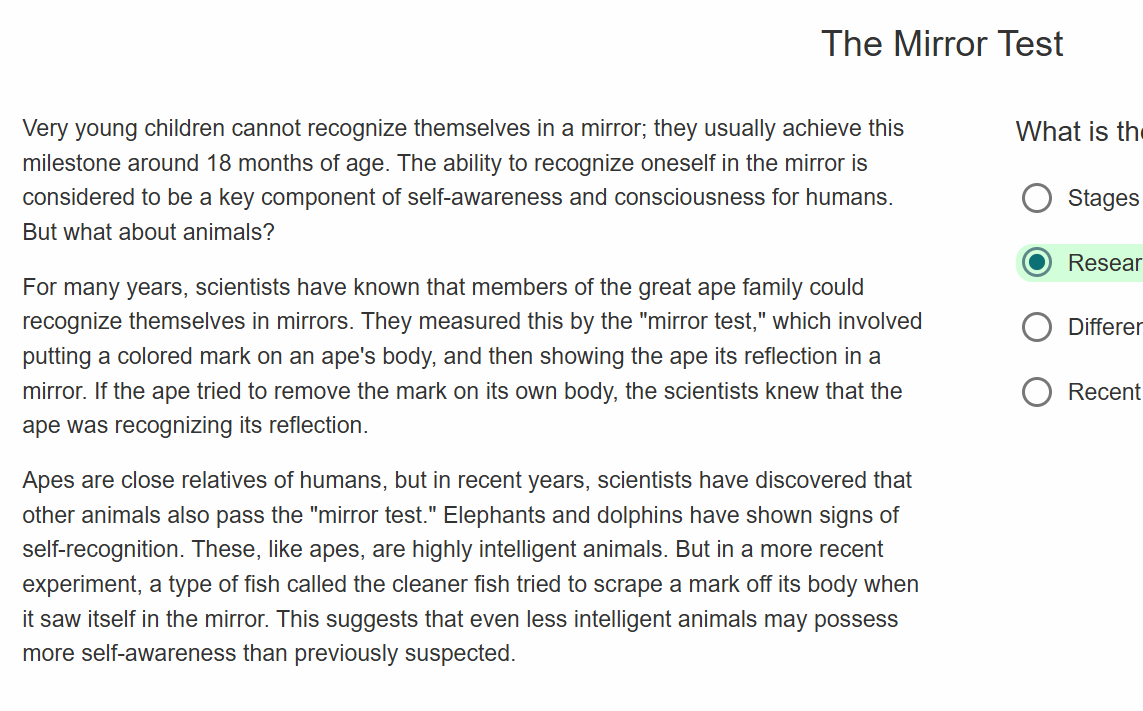 The Mirror Test
Very young children cannot recognize themselves in a mirror; they usually achieve this
milestone around 18 months of age. The ability to recognize oneself in the mirror is
considered to be a key component of self-awareness and consciousness for humans.
But what about animals?
For many years, scientists have known that members of the great ape family could
recognize themselves in mirrors. They measured this by the "mirror test," which involved
putting a colored mark on an ape's body, and then showing the ape its reflection in a
mirror. If the ape tried to remove the mark on its own body, the scientists knew that the
ape was recognizing its reflection.
Apes are close relatives of humans, but in recent years, scientists have discovered that
other animals also pass the "mirror test." Elephants and dolphins have shown signs of
self-recognition. These, like apes, are highly intelligent animals. But in a more recent
experiment, a type of fish called the cleaner fish tried to scrape a mark off its body when
it saw itself in the mirror. This suggests that even less intelligent animals may possess
more self-awareness than previously suspected.
What is
Stages
Recent